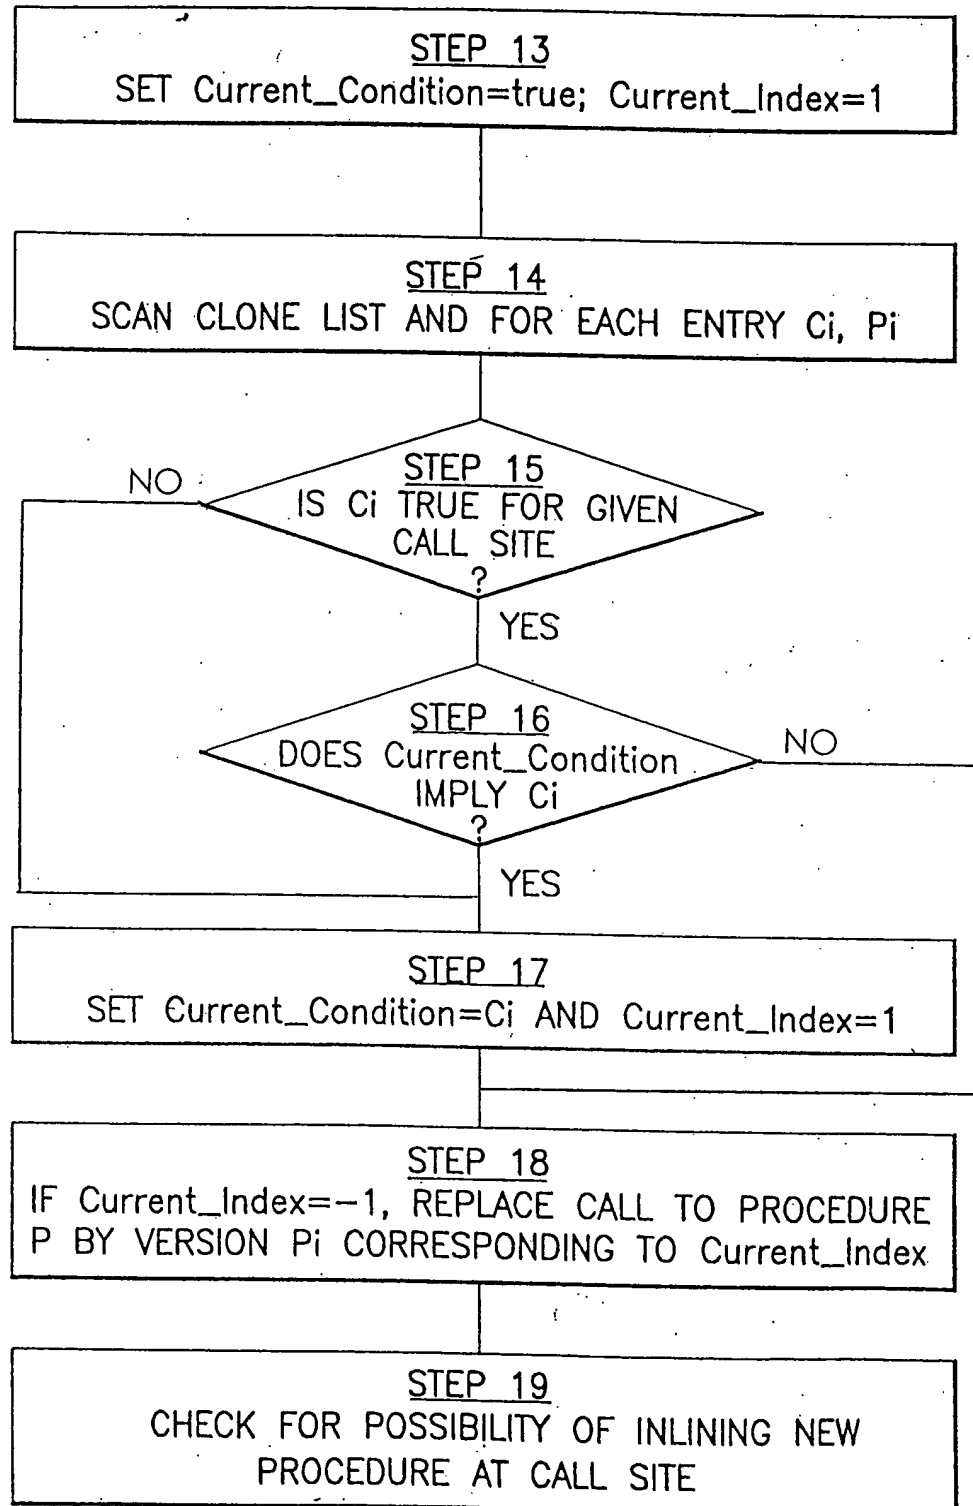 STEP 13
SET Current_Condition=true; Current_Index=1
STEP 14
SCAN CLONE LIST AND FOR EACH ENTRY Ci, Pi
NO
STEP 15
IS Ci TRUE FOR GIVEN
CALL SITE
?
YES
STEP 16
DOES Current_Condition
IMPLY Ci
?
NO
YES
STEP 17
SET Current_Condition=Ci AND Current_Index=1
STEP 18
IF Current_Index=-1, REPLACE CALL TO PROCEDURE
P BY VERSION Pi CORRESPONDING TO Current_Index
STEP 19
CHECK FOR POSSIBILITY OF INLINING NEW
PROCEDURE AT CALL SITE